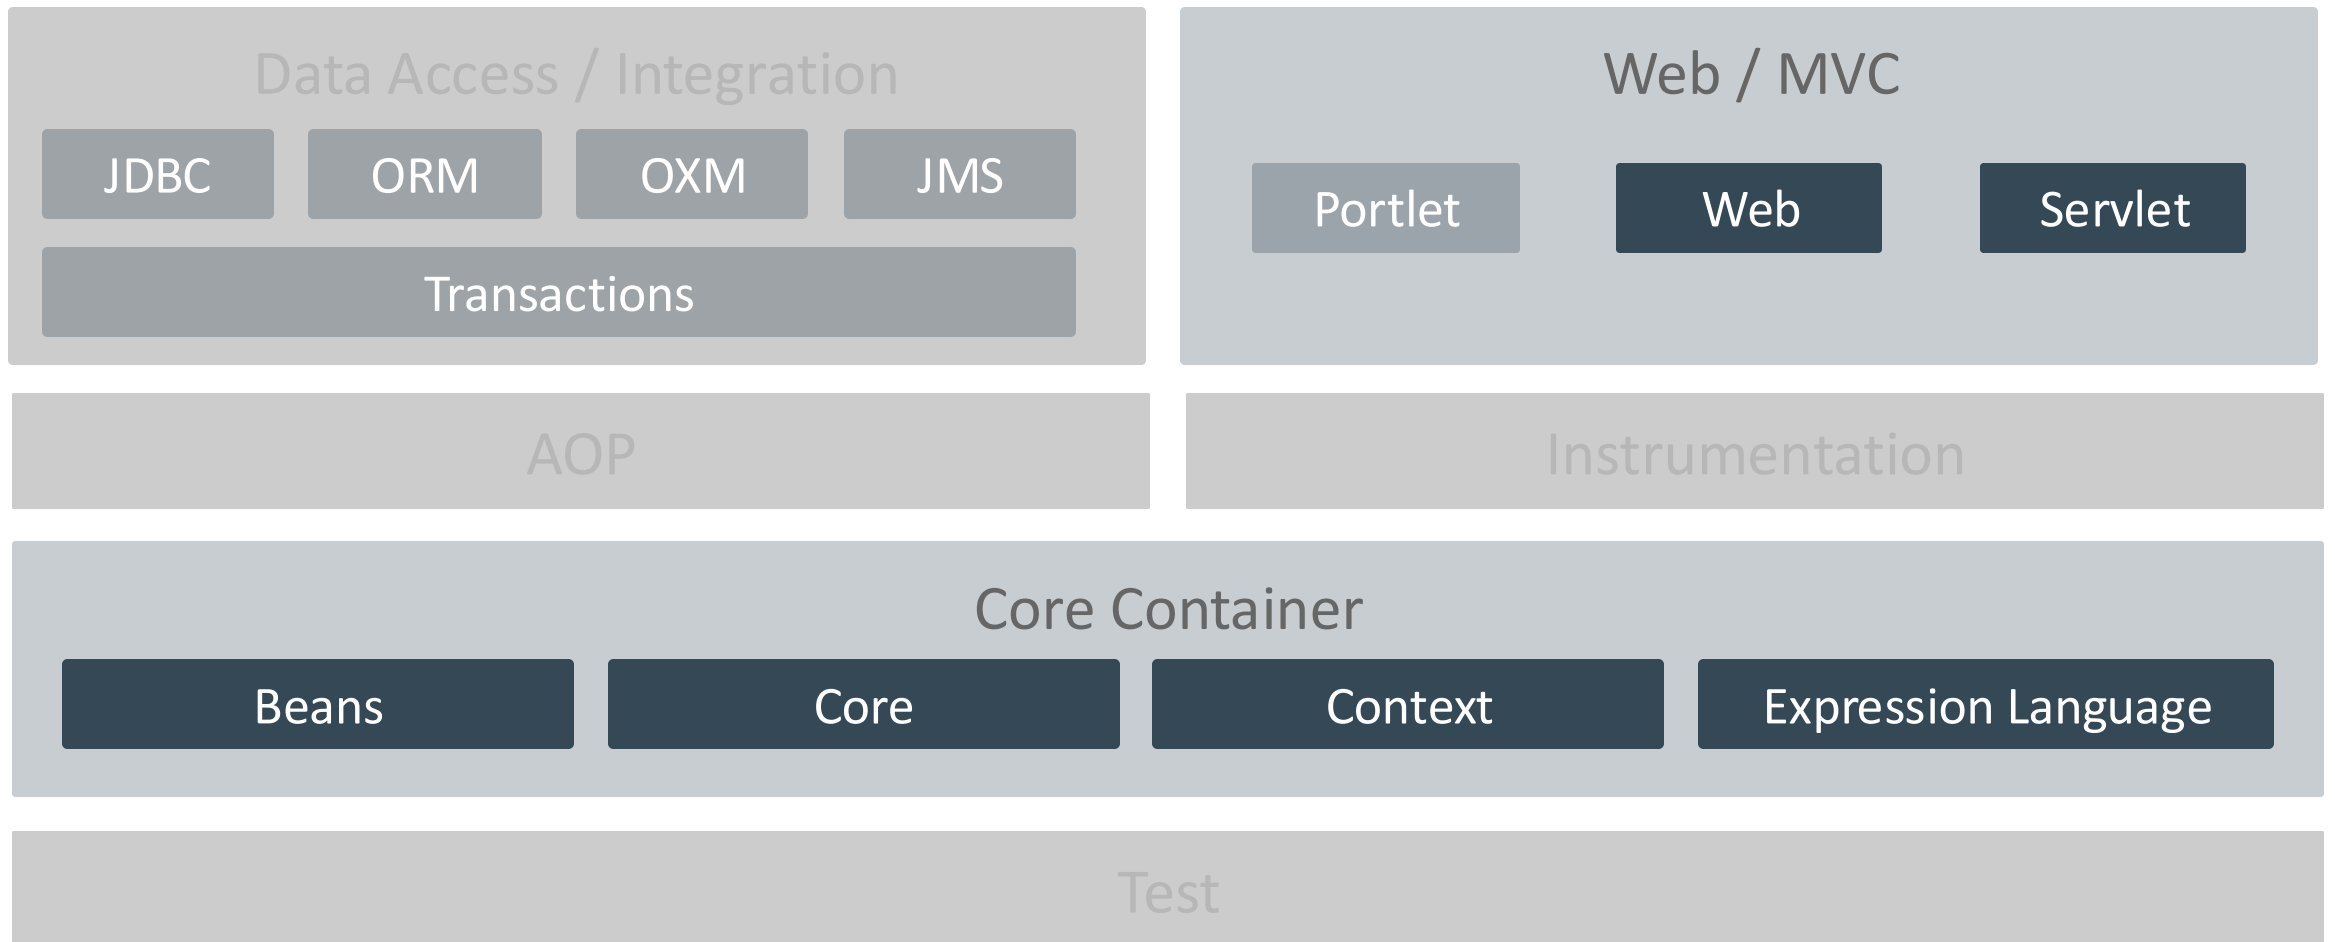 Data Access / Integration
JDBC
ORM
OXM
JMS
Transactions
Web / MVC
Portlet
Web
Servlet
AOP
Instrumentation
Core Container
Beans
Core
Context
Expression Language
Test